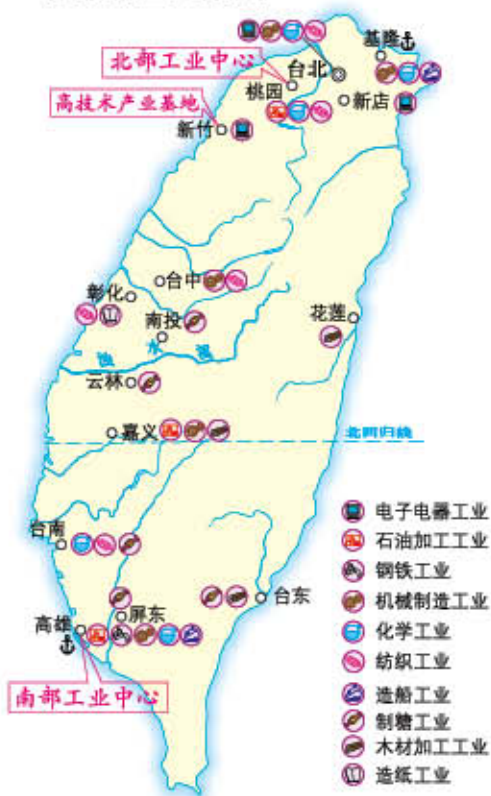 基隆
北部工业中心
台北
桃园
高技术产业基地
新店
新竹
台中
彰化
南投
花莲
浊水溪
云林
嘉义
北回归线
台南
台东
屏东
高雄
南部工业中心
电子电器工业
石油加工工业
钢铁工业
机械制造工业
化学工业
纺织工业
造船工业
制糖工业
木材加工工业
造纸工业